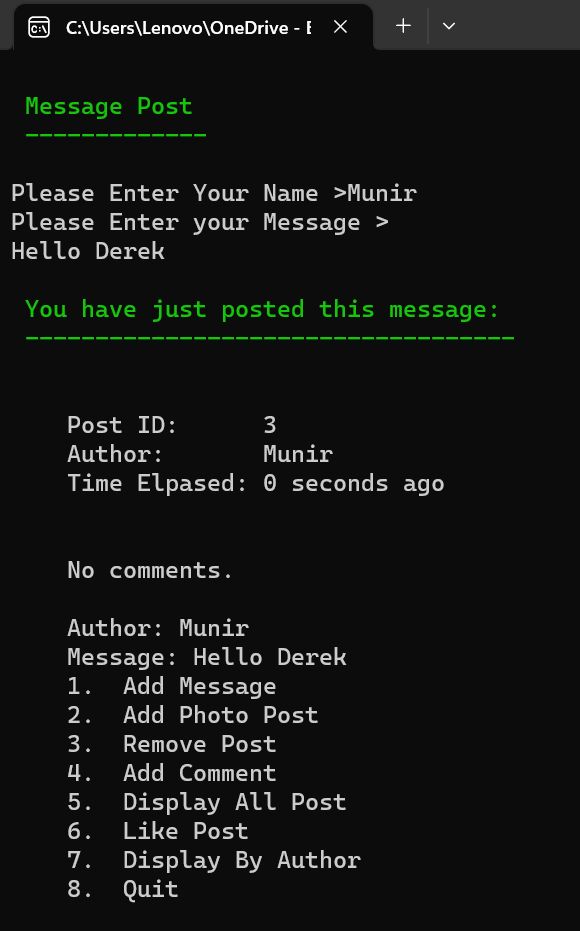 C:\Users\Lenovo\OneDrive - E
Message Post
-------------
Please Enter Your Name >Munir
Please Enter your Message >
Hello Derek
You have just posted this message:
-----------------------------------
Post ID: 3
Author: Munir
Time Elpased: 0 seconds ago
No comments.
Author: Munir
Message: Hello Derek
1. Add Message
2. Add Photo Post
3. Remove Post
4. Add Comment
5. Display All Post
6. Like Post
7. Display By Author
8. Quit